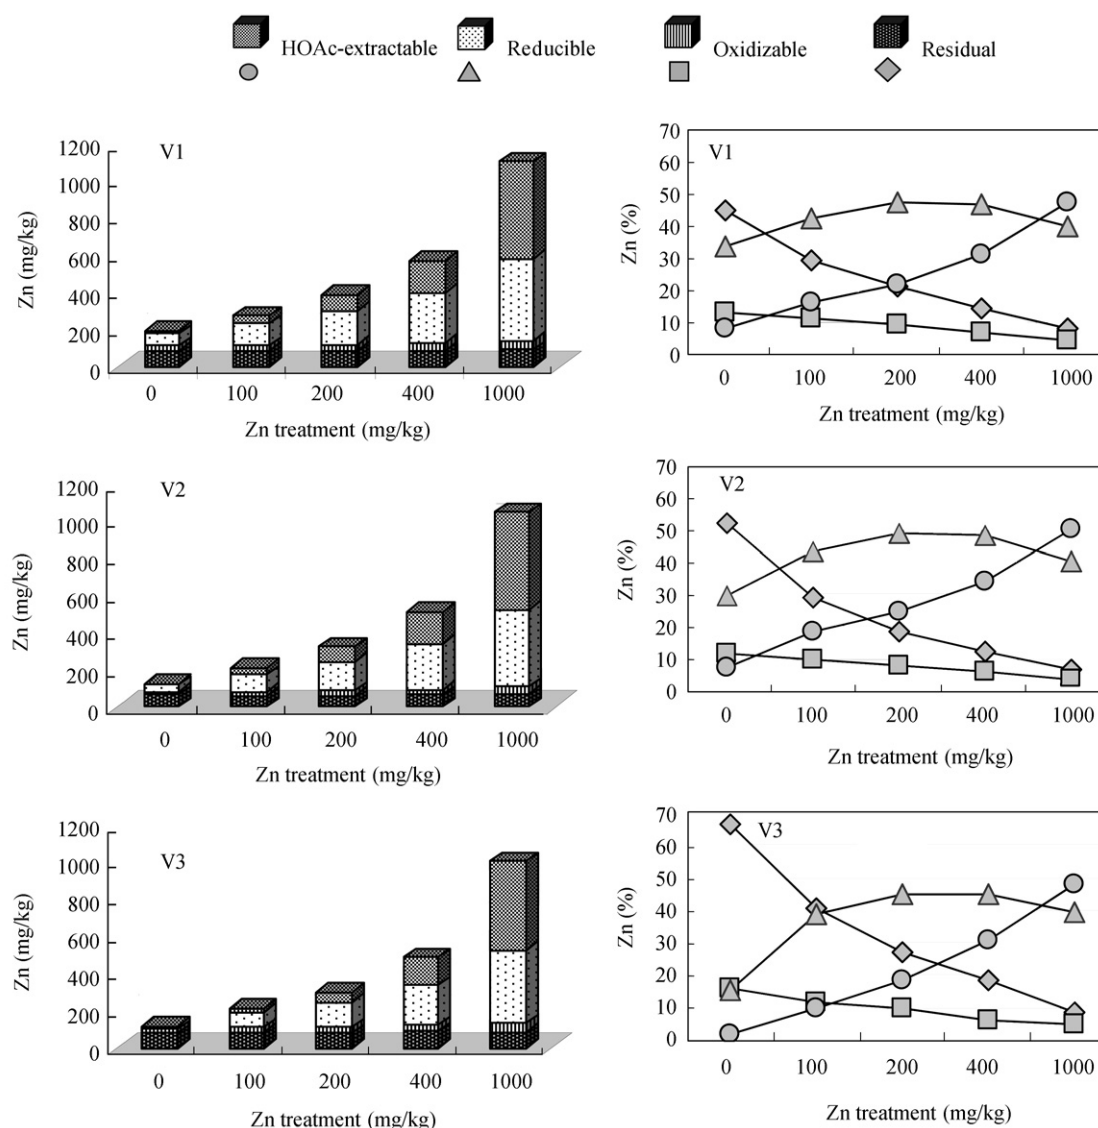 HOAc-extractable Reducible Oxidizable Residual
V1
Zn (mg/kg)
1200
1000
800
600
400
200
0
0 100 200 400 1000
Zn treatment (mg/kg)
V1
Zn (%)
70
60
50
40
30
20
10
0
0 100 200 400 1000
Zn treatment (mg/kg)
V2
Zn (mg/kg)
1200
1000
800
600
400
200
0
0 100 200 400 1000
Zn treatment (mg/kg)
V2
Zn (%)
70
60
50
40
30
20
10
0
0 100 200 400 1000
Zn treatment (mg/kg)
V3
Zn (mg/kg)
1200
1000
800
600
400
200
0
0 100 200 400 1000
Zn treatment (mg/kg)
V3
Zn (%)
70
60
50
40
30
20
10
0
0 100 200 400 1000
Zn treatment (mg/kg)